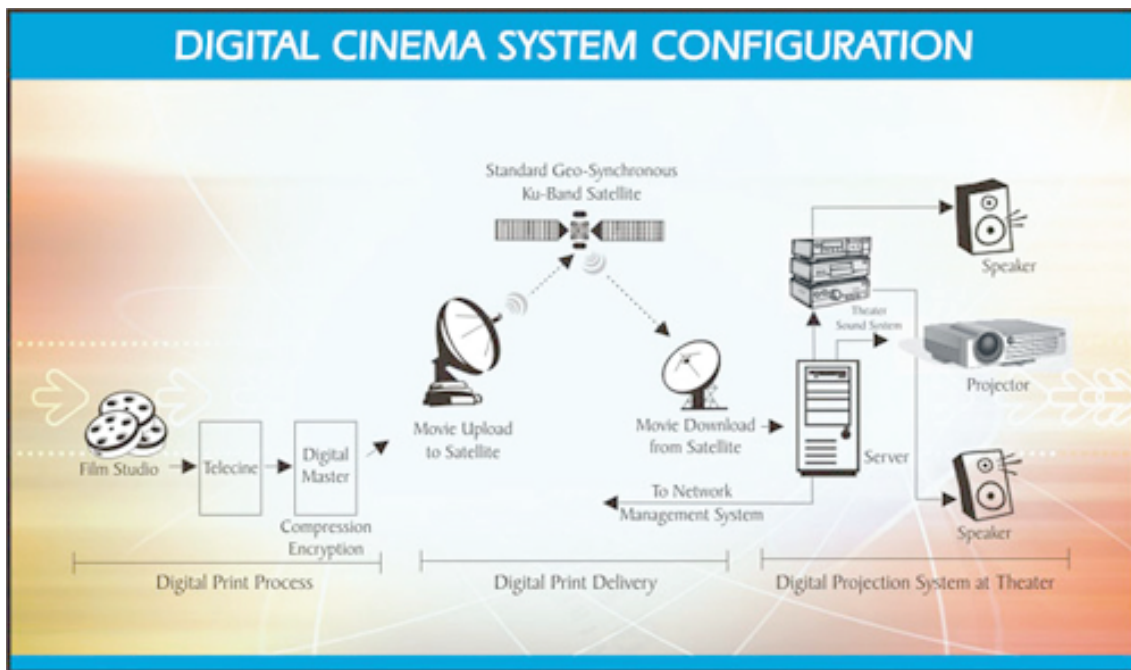 DIGITAL CINEMA SYSTEM CONFIGURATION
Standard Geo-Synchronous
Ku-Band Satellite
Speaker
Theater
Sound System
Projector
Film Studio
Telecine
Digital
Master
Compression
Encryption
Movie Upload
to Satellite
Movie Download
from Satellite
Server
To Network
Management System
Speaker
Digital Print Process
Digital Print Delivery
Digital Projection System at Theater